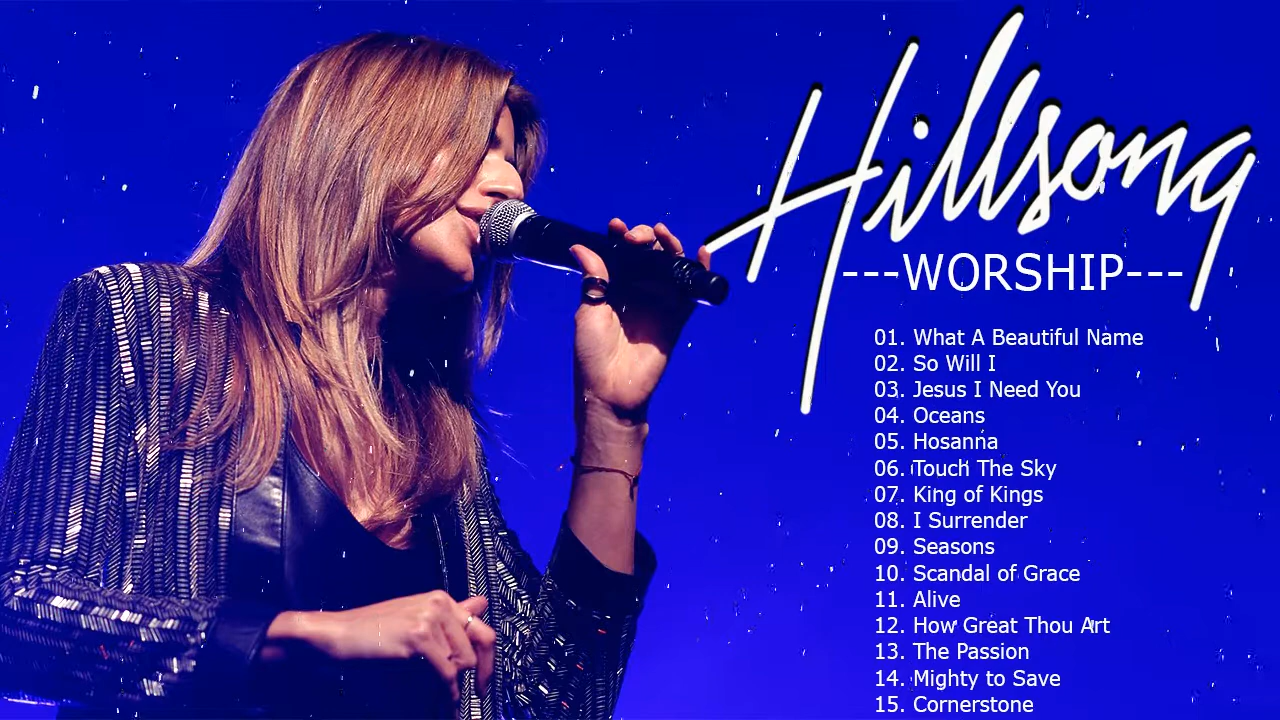 Hillsong
---WORSHIP---
01. What A Beautiful Name
02. So Will I
03. Jesus I Need You
04. Oceans
05. Hosanna
06. Touch The Sky
07. King of Kings
08. I Surrender
09. Seasons
10. Scandal of Grace
11. Alive
12. How Great Thou Art
13. The Passion
14. Mighty to Save
15. Cornerstone